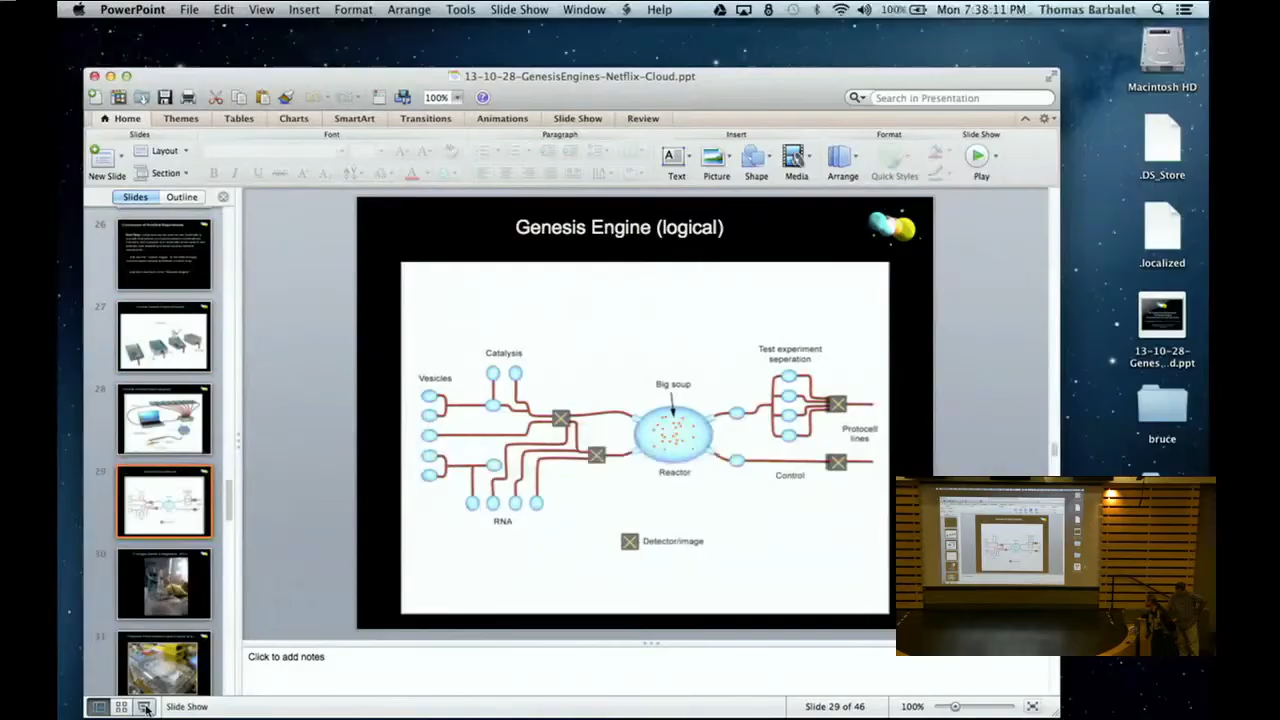 PowerPoint File Edit View Insert Format Arrange Tools Slide Show Window Help 100% Mon 7:38:11 PM Thomas Barbalet
13-10-28-GenesisEngines-Netflix-Cloud.ppt
100% Search in Presentation
Home Themes Tables Charts SmartArt Transitions Animations Slide Show Review
Slides Font Paragraph Insert Format Slide Show
New Slide Layout Section Text Picture Shape Media Arrange Quick Styles Play
Slides Outline
26
27
28
29
30
31
Genesis Engine (logical)
Catalysis
Vesicles
RNA
Big soup
Reactor
Test experiment
seperation
Protocell
lines
Control
Detector/image
Click to add notes
Slide Show Slide 29 of 46 100%
Macintosh HD
.DS_Store
.localized
13-10-28-
Genes...d.ppt
bruce